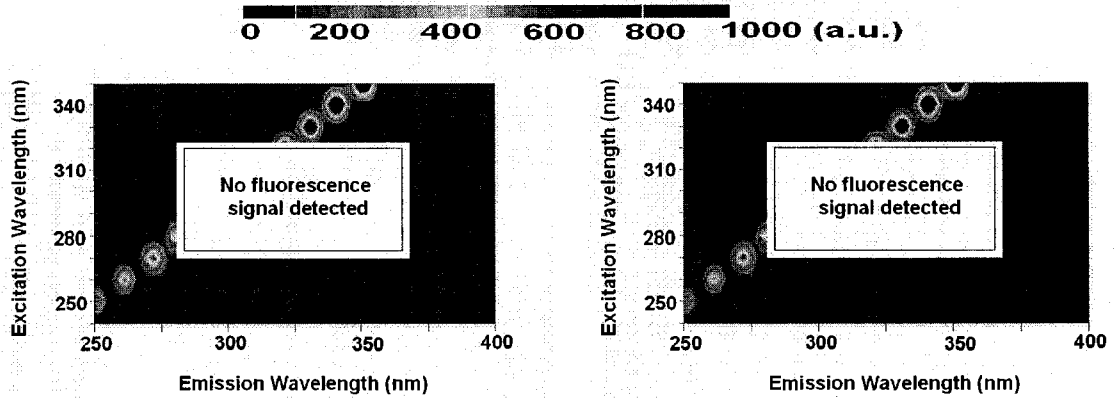 0 200 400 600 800 1000 (a.u.)
Excitation Wavelength (nm)
340
310
280
250
No fluorescence
signal detected
250 300 350 400
Emission Wavelength (nm)
Excitation Wavelength (nm)
340
310
280
250
No fluorescence
signal detected
250 300 350 400
Emission Wavelength (nm)